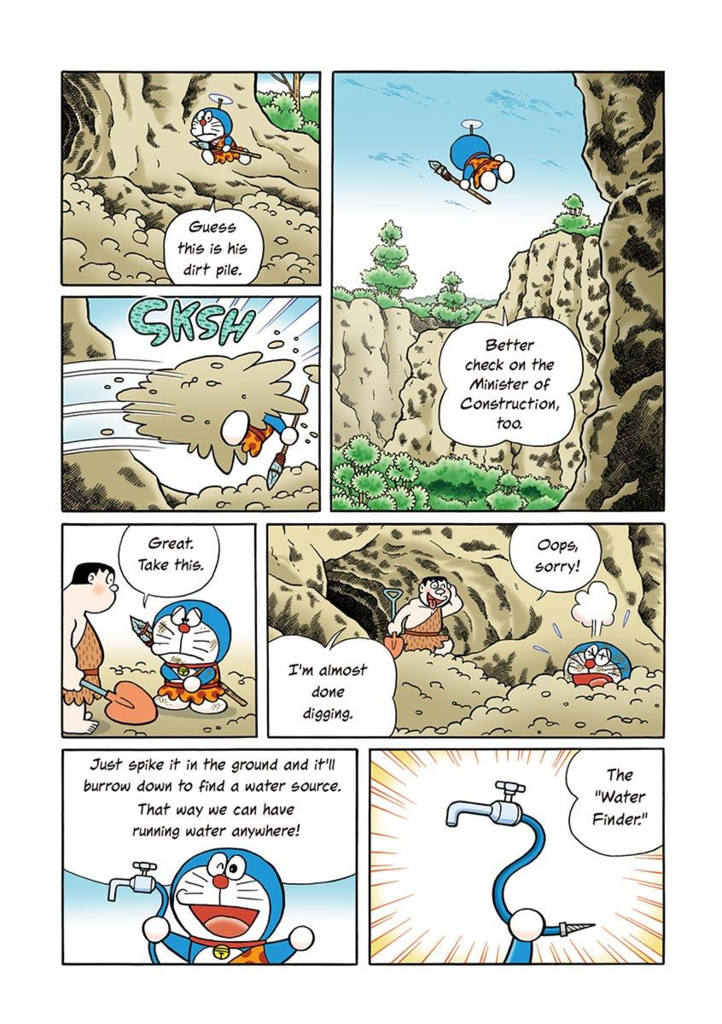 Better
check on the
Minister of
Construction,
too.
Guess
this is his
dirt pile.
SKSH
Oops,
sorry!
I'm almost
done
digging.
Great.
Take this.
The
"Water
Finder."
Just spike it in the ground and it'll
burrow down to find a water source.
That way we can have
running water anywhere!